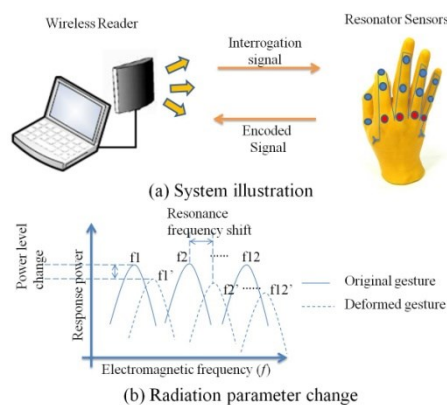 Wireless Reader
Resonator Sensors
Interrogation
signal
Encoded
Signal
(a) System illustration
Resonance
frequency
shift
Power level
change
Response power
f1
f1'
f2
......
f12
f2'
......
f12'
Original gesture
Deformed gesture
Electromagnetic frequency (f)
(b) Radiation parameter change